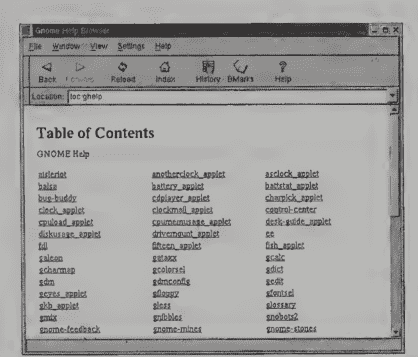 Gnome Help Browser
File Window View Settings Help
Back Forward Reload Index History BMarks Help
Location: toc:ghelp
Table of Contents
GNOME Help
aisleriot anotherclock_applet asclock_applet
balsa battery_applet battstat_applet
bug-buddy cdplayer_applet charpick_applet
clock_applet clockmail_applet control-center
cpuload_applet cpumemusage_applet desk-guide_applet
diskusage_applet drivemount_applet ee
fifteen_applet fish_applet
galeon gataxx gcalc
gcharmap gcolorsel gdict
gdm gdmconfig gedit
geyes_applet gfloppy gfontsel
gkb_applet gless glossary
gmix gnibbles gnobots2
gnome-feedback gnome-mines gnome-stones